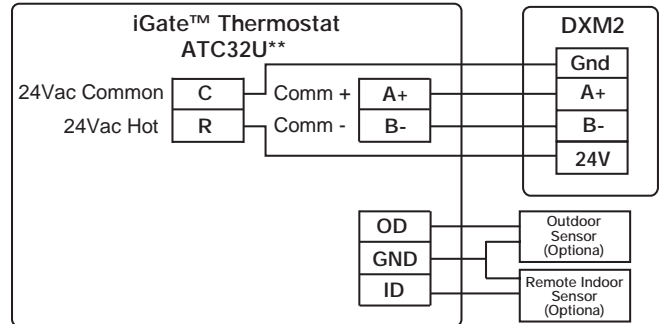 iGate™ Thermostat
ATC32U**
DXM2
Gnd
24Vac Common C Comm + A+ A+
24Vac Hot R Comm - B- B-
24V
OD
GND
ID
Outdoor
Sensor
(Optiona)
Remote Indoor
Sensor
(Optiona)